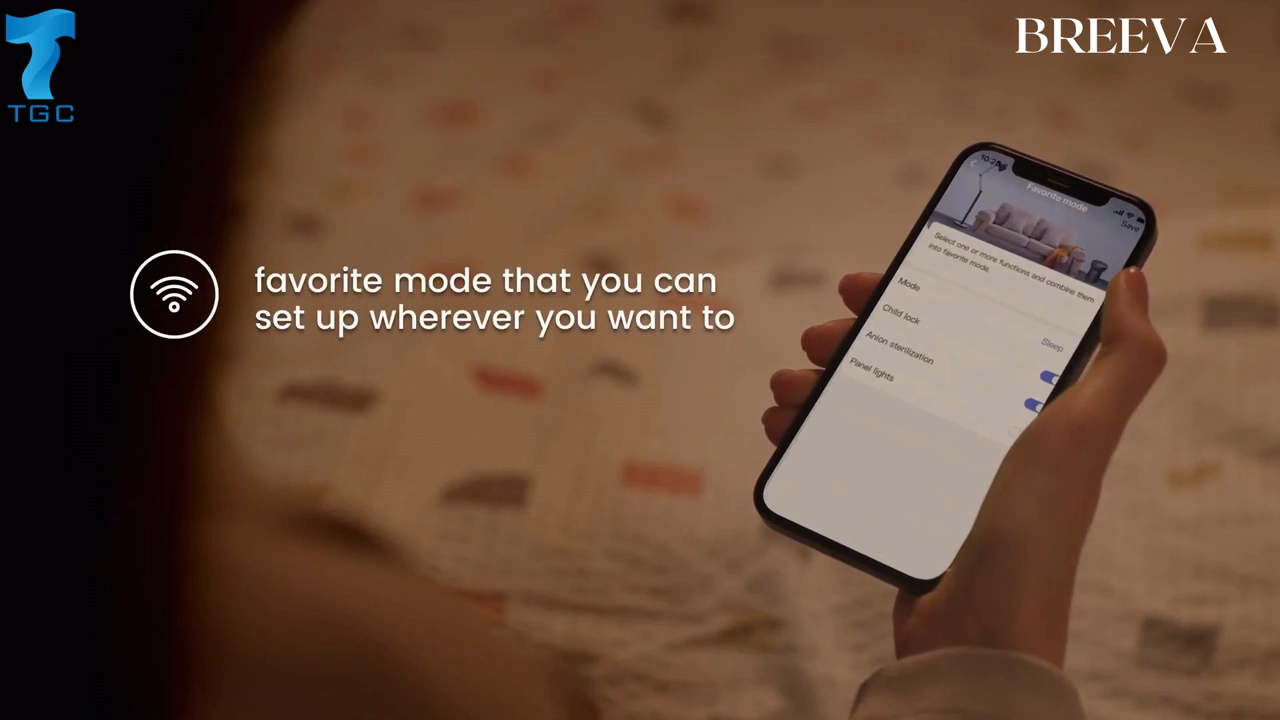 TGC
BREEVA
favorite mode that you can
set up wherever you want to
Favorite mode
Save
Select one or more functions and combine them
into favorite mode.
Mode
Sleep
Child lock
Anion sterilization
Panel lights